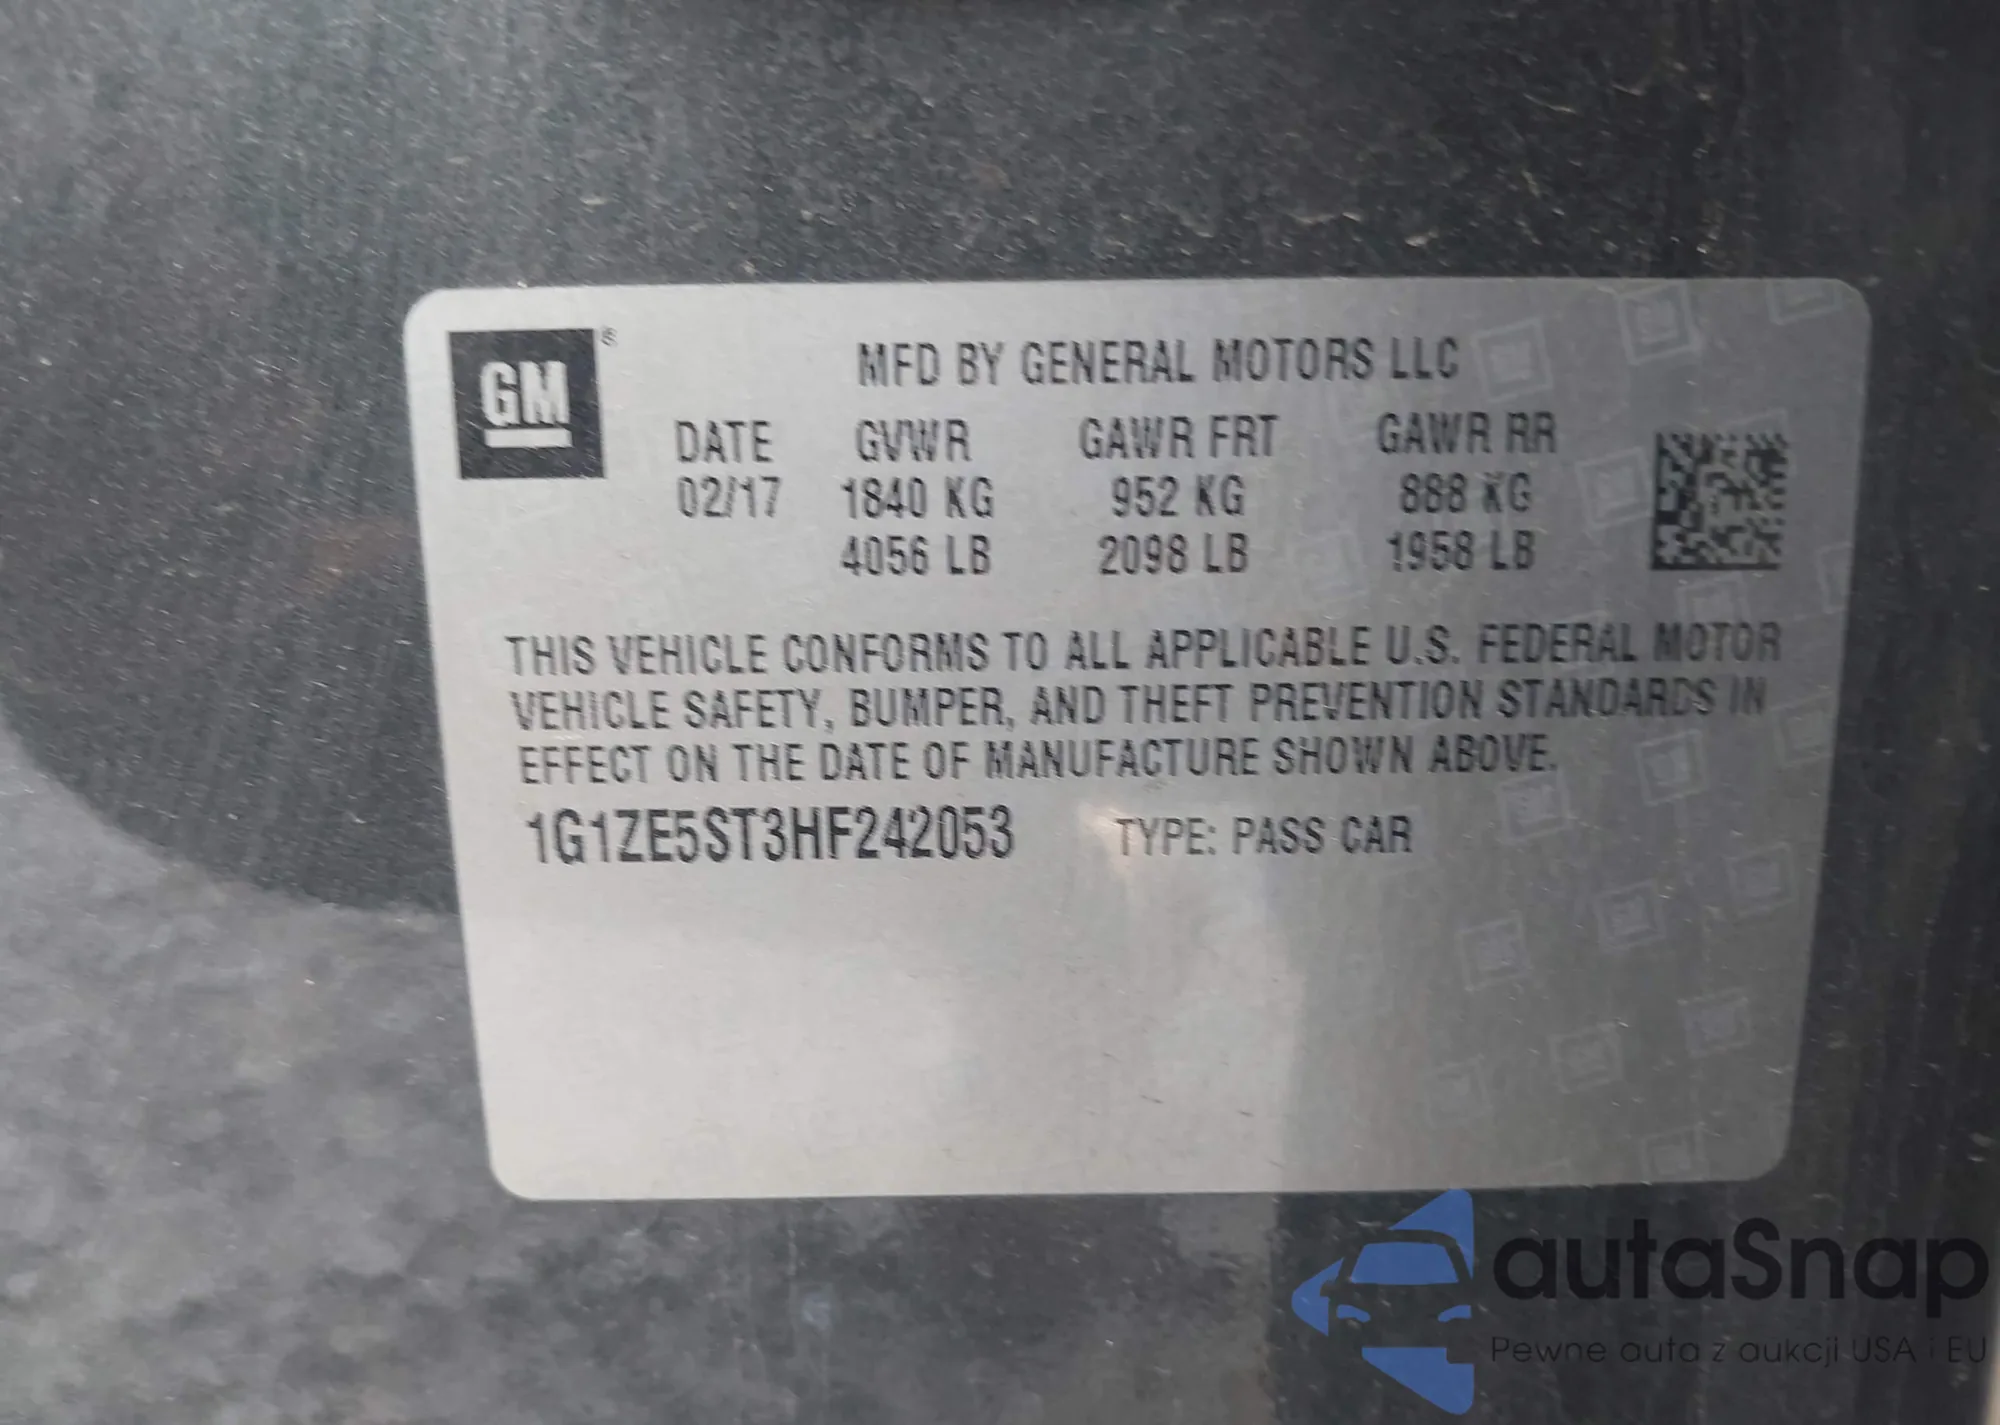 GM ®
MFD BY GENERAL MOTORS LLC
DATE GVWR GAWR FRT GAWR RR
02/17 1840 KG 952 KG 888 KG
4056 LB 2098 LB 1958 LB
THIS VEHICLE CONFORMS TO ALL APPLICABLE U.S. FEDERAL MOTOR
VEHICLE SAFETY, BUMPER, AND THEFT PREVENTION STANDARDS IN
EFFECT ON THE DATE OF MANUFACTURE SHOWN ABOVE.
1G1ZE5ST3HF242053 TYPE: PASS CAR
autaSnap
Pewne auta z aukcji USA i EU